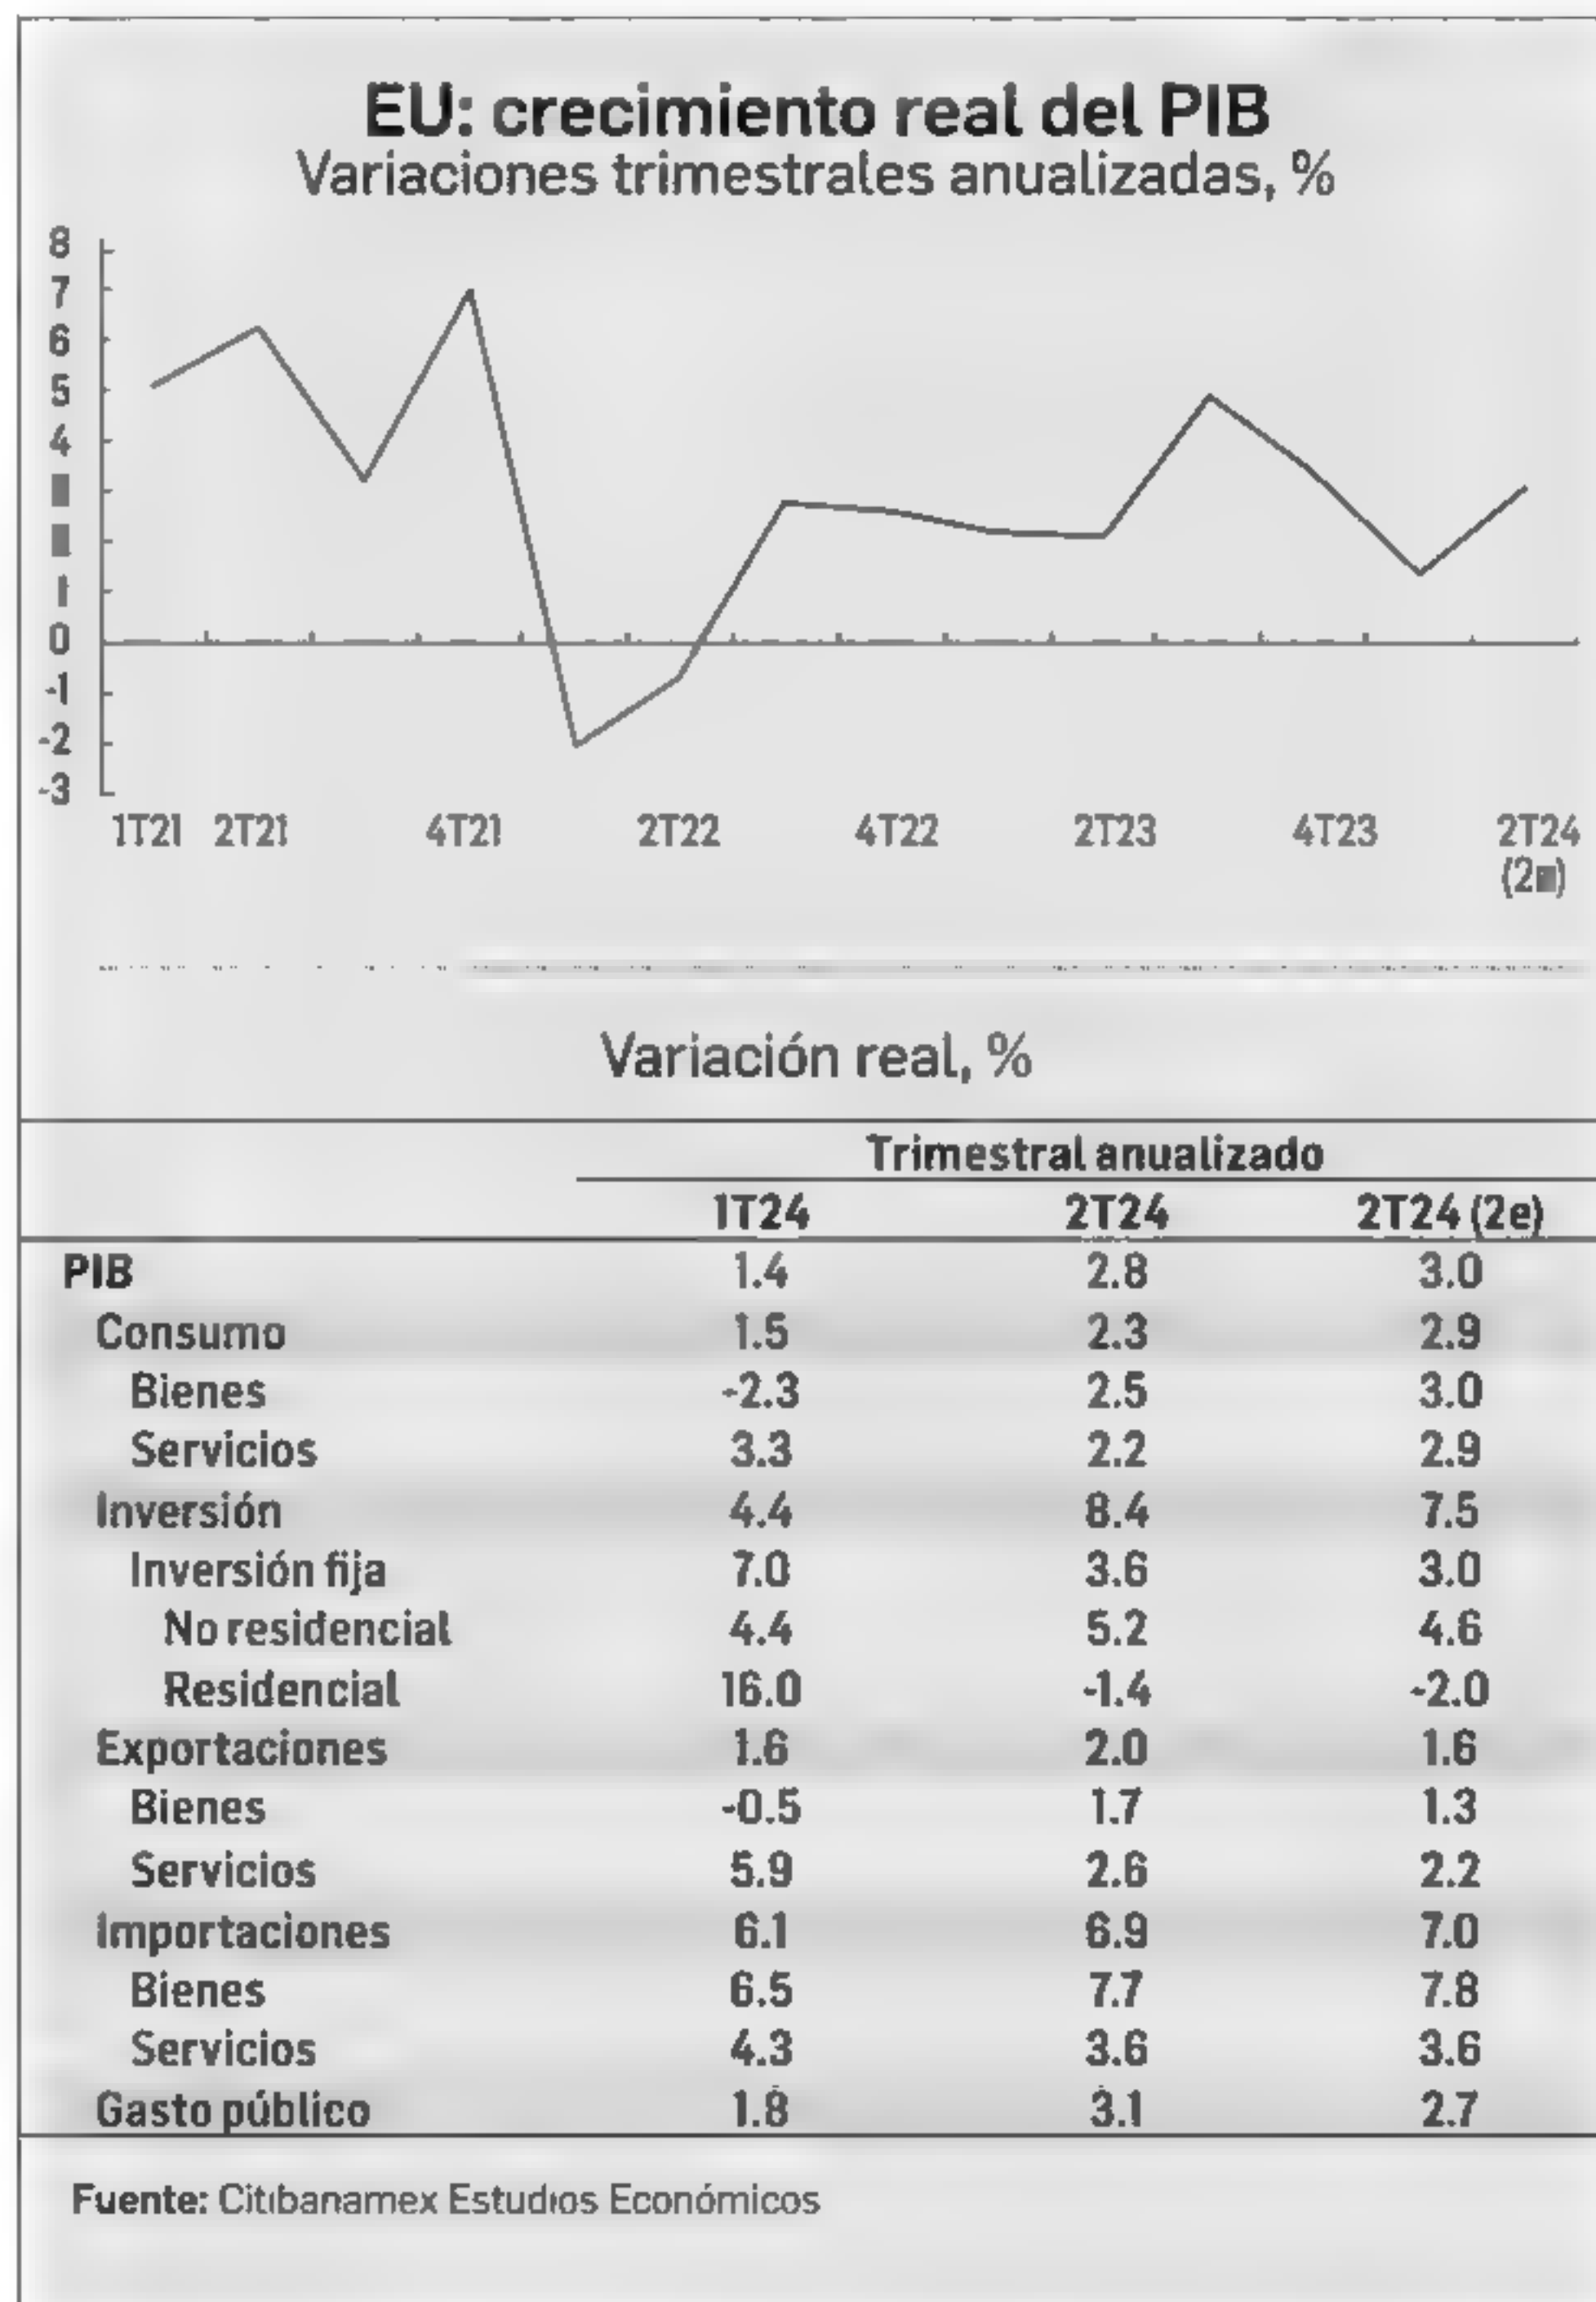 EU: crecimiento real del PIB
Variaciones trimestrales anualizadas, %
8
7
6
5
4
1
0
-1
-2
-3
1T21 2T21 4T21 2T22 4T22 2T23 4T23 2T24
Variación real, %
Trimestral anualizado
1T24 2T24 2T24 (2e)
PIB 1.4 2.8 3.0
Consumo 1.5 2.3 2.9
Bienes -2.3 2.5 3.0
Servicios 3.3 2.2 2.9
Inversión 4.4 8.4 7.5
Inversión fija 7.0 3.6 3.0
No residencial 4.4 5.2 4.6
Residencial 16.0 -1.4 -2.0
Exportaciones 1.6 2.0 1.6
Bienes -0.5 1.7 1.3
Servicios 5.9 2.6 2.2
Importaciones 6.1 6.9 7.0
Bienes 6.5 7.7 7.8
Servicios 4.3 3.6 3.6
Gasto público 1.8 3.1 2.7
Fuente: Citibanamex Estudios Económicos